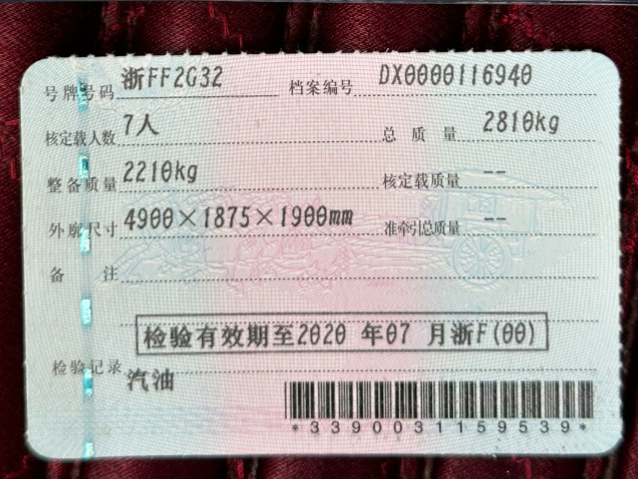 号牌号码 浙FF2G32 档案编号 DX0000116940
核定载人数 7人 总质量 2810kg
整备质量 2210kg 核定载质量 --
外廓尺寸 4900×1875×1900mm 准牵引总质量 --
备注
检验有效期至2020 年07 月浙F(00)
检验记录 汽油
*3390031159539*